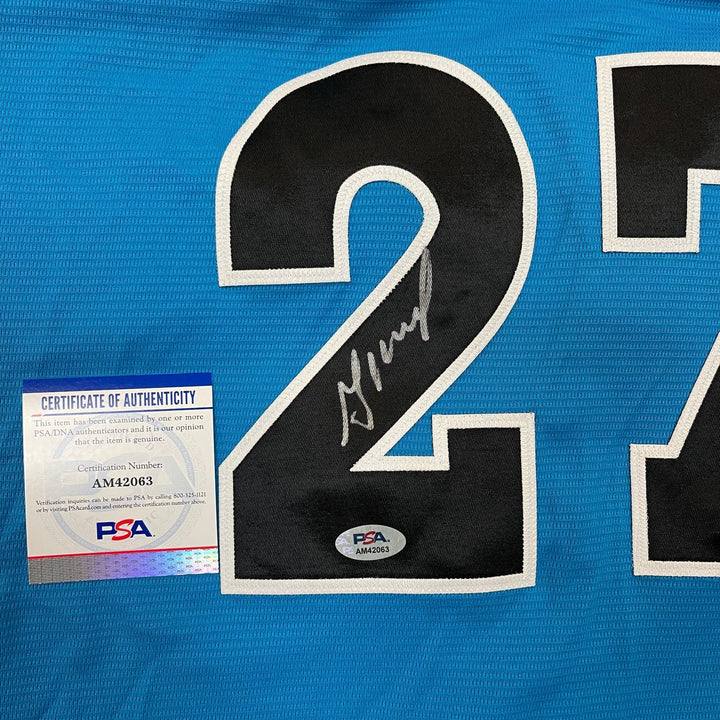 27
CERTIFICATE OF AUTHENTICITY
This item has been examined by one or more
PSA/DNA authenticators and it is our opinion
that the item is genuine.
Certification Number:
AM42063
Verification inquiries can be made to PSA by calling 800-325-1121
or by visiting PSAcard.com and entering the certification number above.
PSA
PSA
AM42063